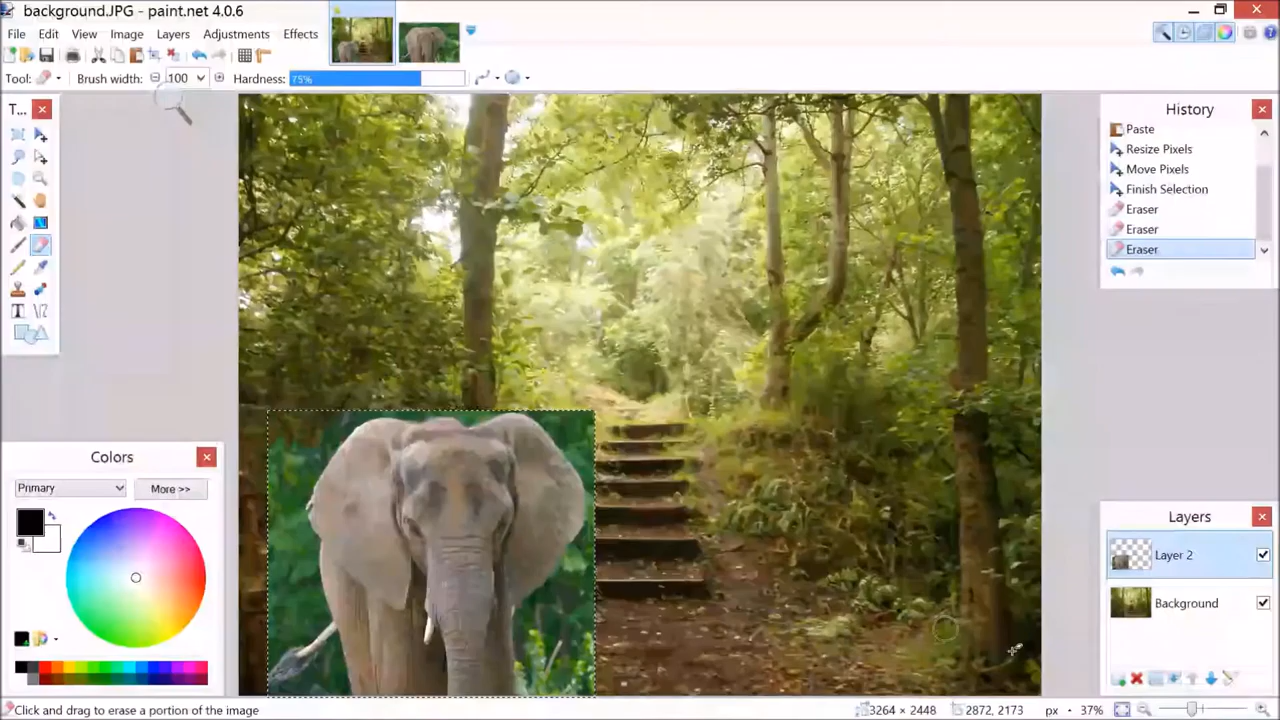 background.JPG - paint.net 4.0.6
File Edit View Image Layers Adjustments Effects
Tool: Brush width: 100 Hardness: 75%
T...
History
Paste
Resize Pixels
Move Pixels
Finish Selection
Eraser
Eraser
Eraser
Colors
Primary More >>
Layers
Layer 2
Background
Click and drag to erase a portion of the image 3264 × 2448 2872, 2173 px 37%